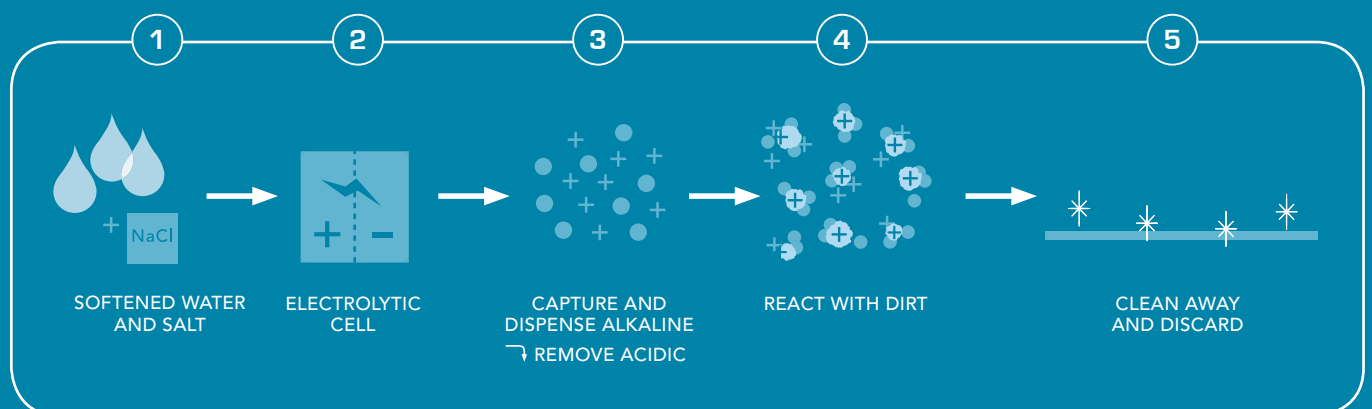 1
2
3
4
5
+
NaCl
+ -
SOFTENED WATER
AND SALT
ELECTROLYTIC
CELL
CAPTURE AND
DISPENSE ALKALINE
REMOVE ACIDIC
REACT WITH DIRT
CLEAN AWAY
AND DISCARD